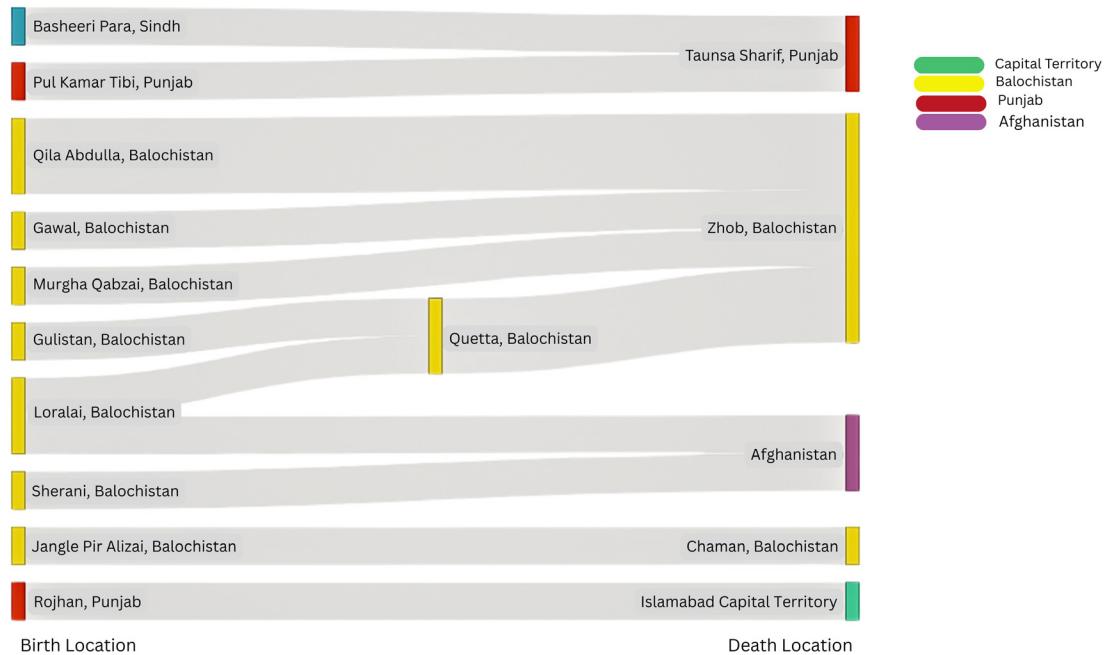 Basheeri Para, Sindh
Taunsa Sharif, Punjab
Pul Kamar Tibi, Punjab
Qila Abdulla, Balochistan
Gawal, Balochistan
Zhob, Balochistan
Murgha Qabzai, Balochistan
Gulistan, Balochistan
Quetta, Balochistan
Loralai, Balochistan
Afghanistan
Sherani, Balochistan
Jangle Pir Alizai, Balochistan
Chaman, Balochistan
Rojhan, Punjab
Islamabad Capital Territory
Birth Location
Death Location
Capital Territory
Balochistan
Punjab
Afghanistan